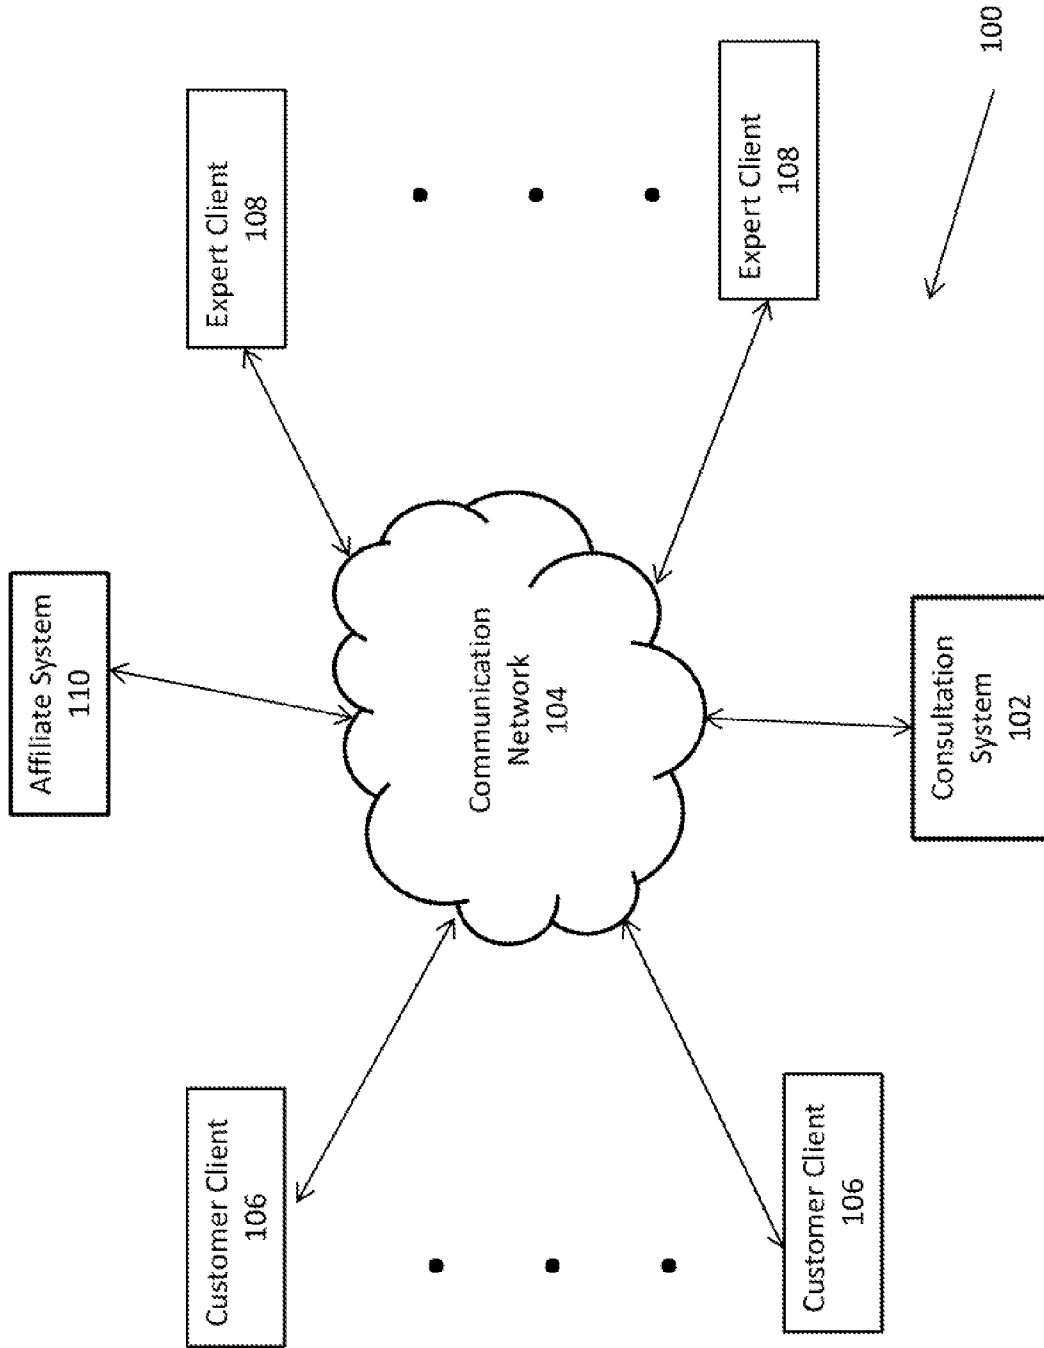 Affiliate System
110
Customer Client
106
Expert Client
108
Communication
Network
104
Customer Client
106
Expert Client
108
Consultation
System
102
100